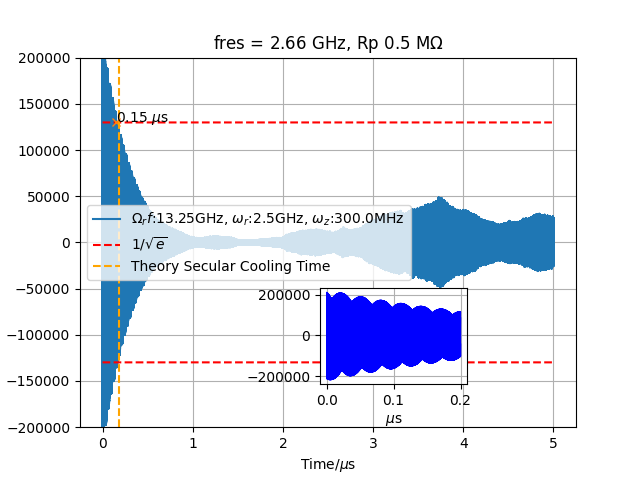 fres = 2.66 GHz, Rp 0.5 MΩ
200000
150000
100000
50000
0
−50000
−100000
−150000
−200000
0.15 μs
Ω_rf:13.25GHz, ω_r:2.5GHz, ω_z:300.0MHz
1/√e
Theory Secular Cooling Time
200000
0
−200000
0.0 0.1 0.2
μs
0 1 2 3 4 5
Time/μs